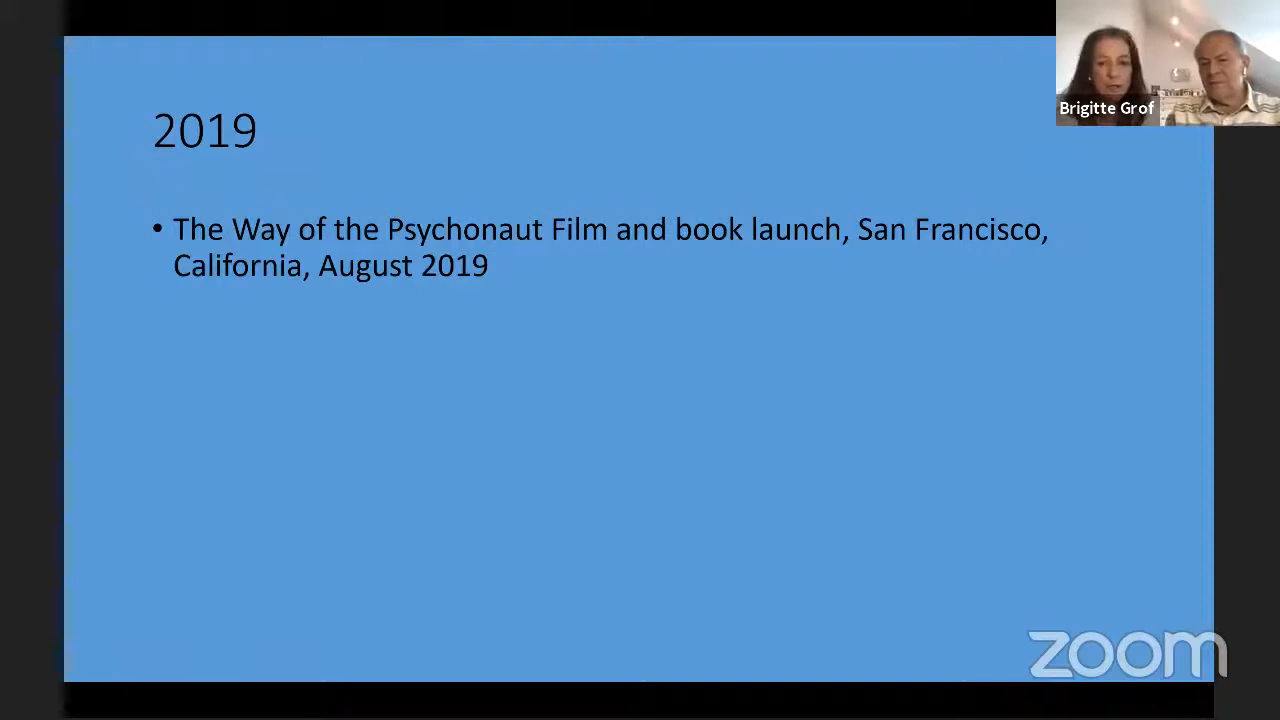 Brigitte Grof
2019
• The Way of the Psychonaut Film and book launch, San Francisco,
California, August 2019
zoom